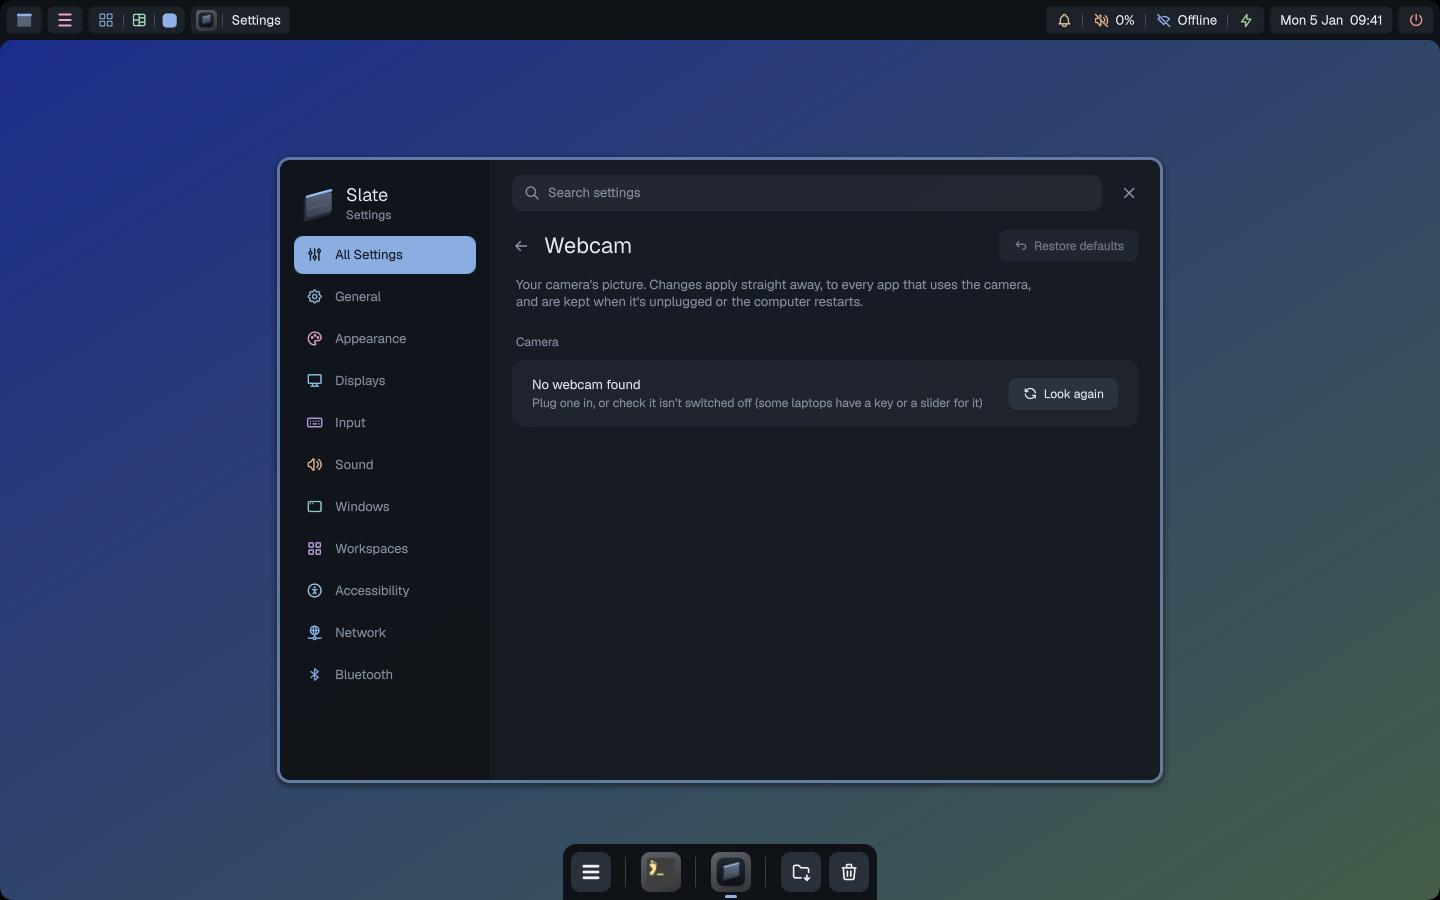 Settings
0%
Offline
Mon 5 Jan 09:41
Slate
Settings
Search settings
All Settings
General
Appearance
Displays
Input
Sound
Windows
Workspaces
Accessibility
Network
Bluetooth
Webcam
Restore defaults
Your camera's picture. Changes apply straight away, to every app that uses the camera,
and are kept when it's unplugged or the computer restarts.
Camera
No webcam found
Plug one in, or check it isn't switched off (some laptops have a key or a slider for it)
Look again